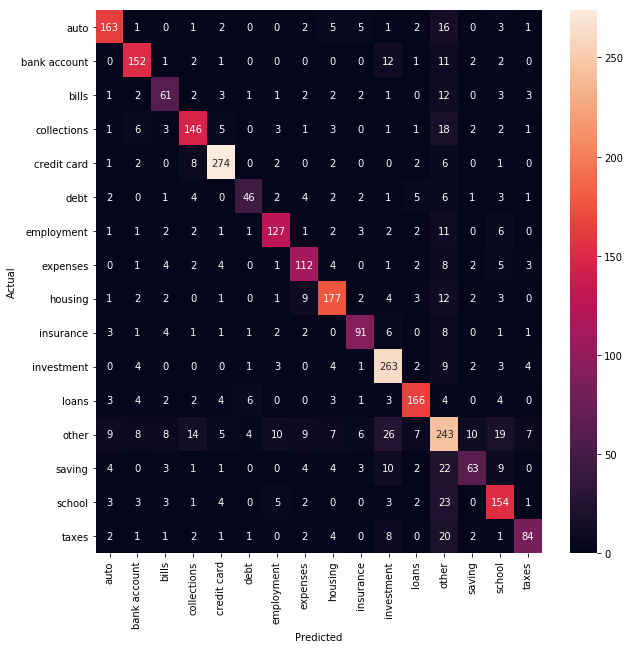 auto 163 1 0 1 2 0 0 2 5 5 1 2 16 0 3 1
bank account 0 152 1 2 1 0 0 0 0 0 12 1 11 2 2 0
bills 1 2 61 2 3 1 1 2 2 2 1 0 12 0 3 3
collections 1 6 3 146 5 0 3 1 3 0 1 1 18 2 2 1
credit card 1 2 0 8 274 0 2 0 2 0 0 2 6 0 1 0
debt 2 0 1 4 0 46 2 4 2 2 1 5 6 1 3 1
employment 1 1 2 2 1 1 127 1 2 3 2 2 11 0 6 0
expenses 0 1 4 2 4 0 1 112 4 0 1 2 8 2 5 3
housing 1 2 2 0 1 0 1 9 177 2 4 3 12 2 3 0
insurance 3 1 4 1 1 1 2 2 0 91 6 0 8 0 1 1
investment 0 4 0 0 0 1 3 0 4 1 263 2 9 2 3 4
loans 3 4 2 2 4 6 0 0 3 1 3 166 4 0 4 0
other 9 8 8 14 5 4 10 9 7 6 26 7 243 10 19 7
saving 4 0 3 1 1 0 0 4 4 3 10 2 22 63 9 0
school 3 3 3 1 4 0 5 2 0 0 3 2 23 0 154 1
taxes 2 1 1 2 1 1 0 2 4 0 8 0 20 2 1 84
auto bank account bills collections credit card debt employment expenses housing insurance investment loans other saving school taxes
Predicted
Actual
250
200
150
100
50
0